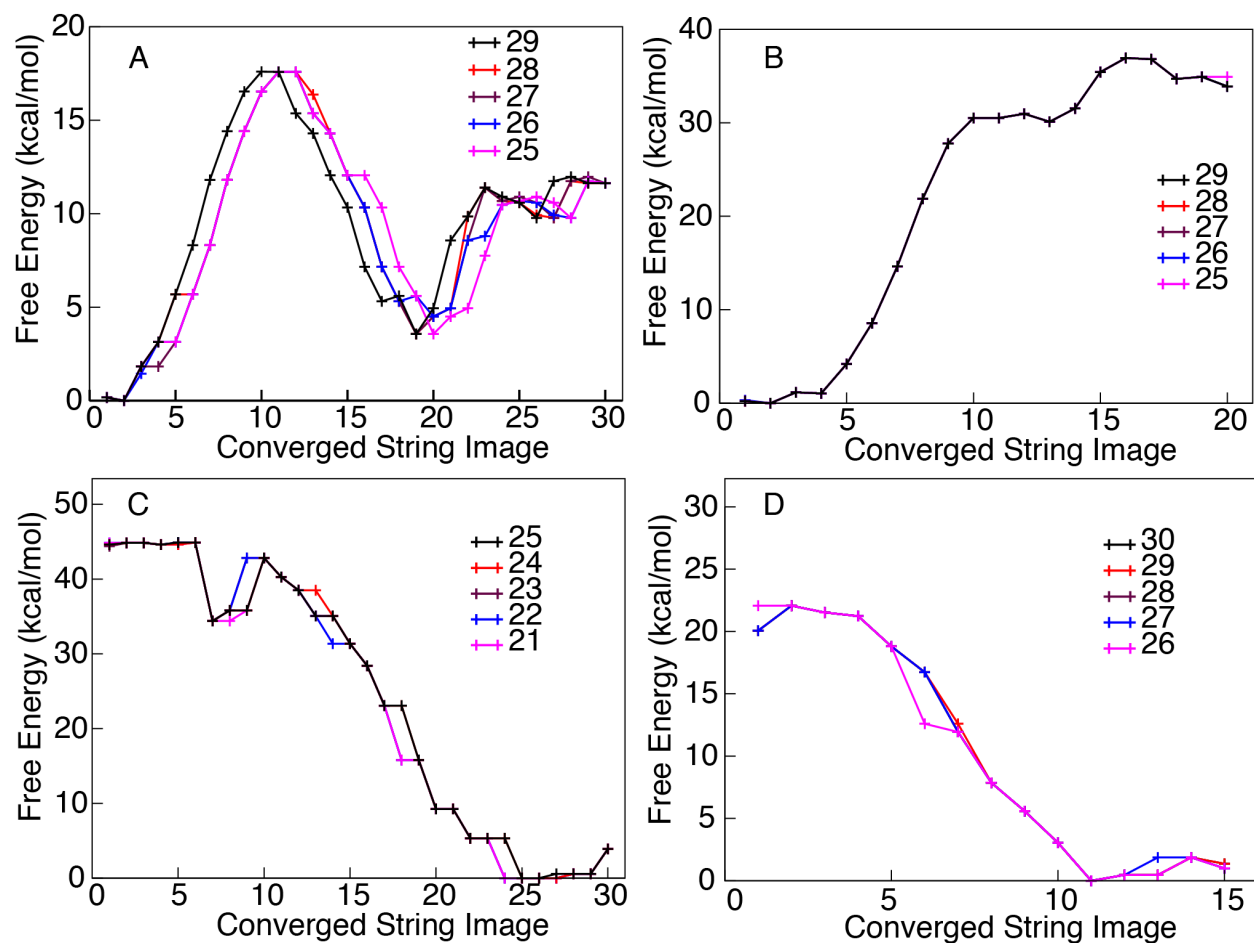 A
Free Energy (kcal/mol)
20
15
10
5
0
29
28
27
26
25
0 5 10 15 20 25 30
Converged String Image
B
Free Energy (kcal/mol)
40
30
20
10
0
29
28
27
26
25
0 5 10 15 20
Converged String Image
C
Free Energy (kcal/mol)
50
40
30
20
10
0
25
24
23
22
21
0 5 10 15 20 25 30
Converged String Image
D
Free Energy (kcal/mol)
30
25
20
15
10
5
0
30
29
28
27
26
0 5 10 15
Converged String Image